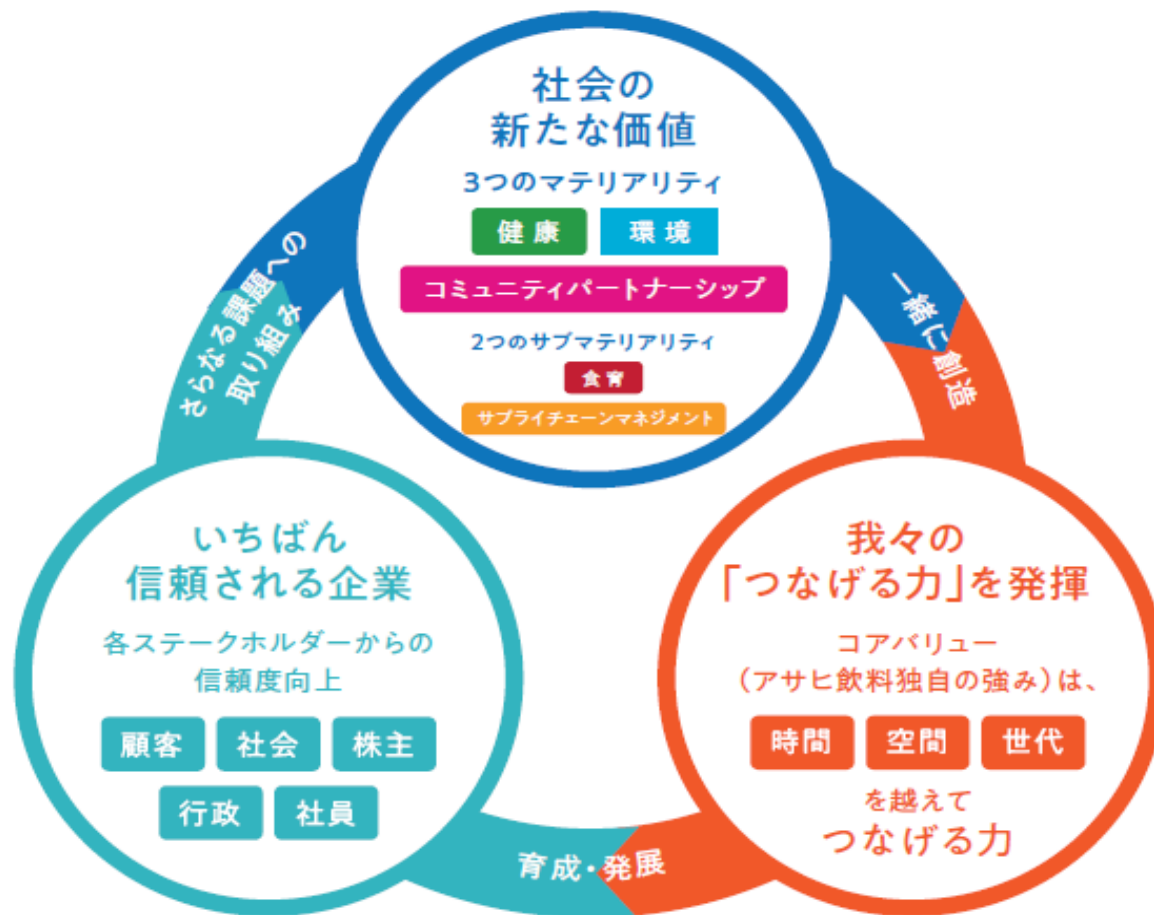 社会の
新たな価値
3つのマテリアリティ
健康
環境
コミュニティパートナーシップ
2つのサブマテリアリティ
食育
サプライチェーンマネジメント
一緒に創造
我々の
「つなげる力」を発揮
コアバリュー
(アサヒ飲料独自の強み)は、
時間
空間
世代
を越えて
つなげる力
育成・発展
いちばん
信頼される企業
各ステークホルダーからの
信頼度向上
顧客
社会
株主
行政
社員
さらなる課題への
取り組み